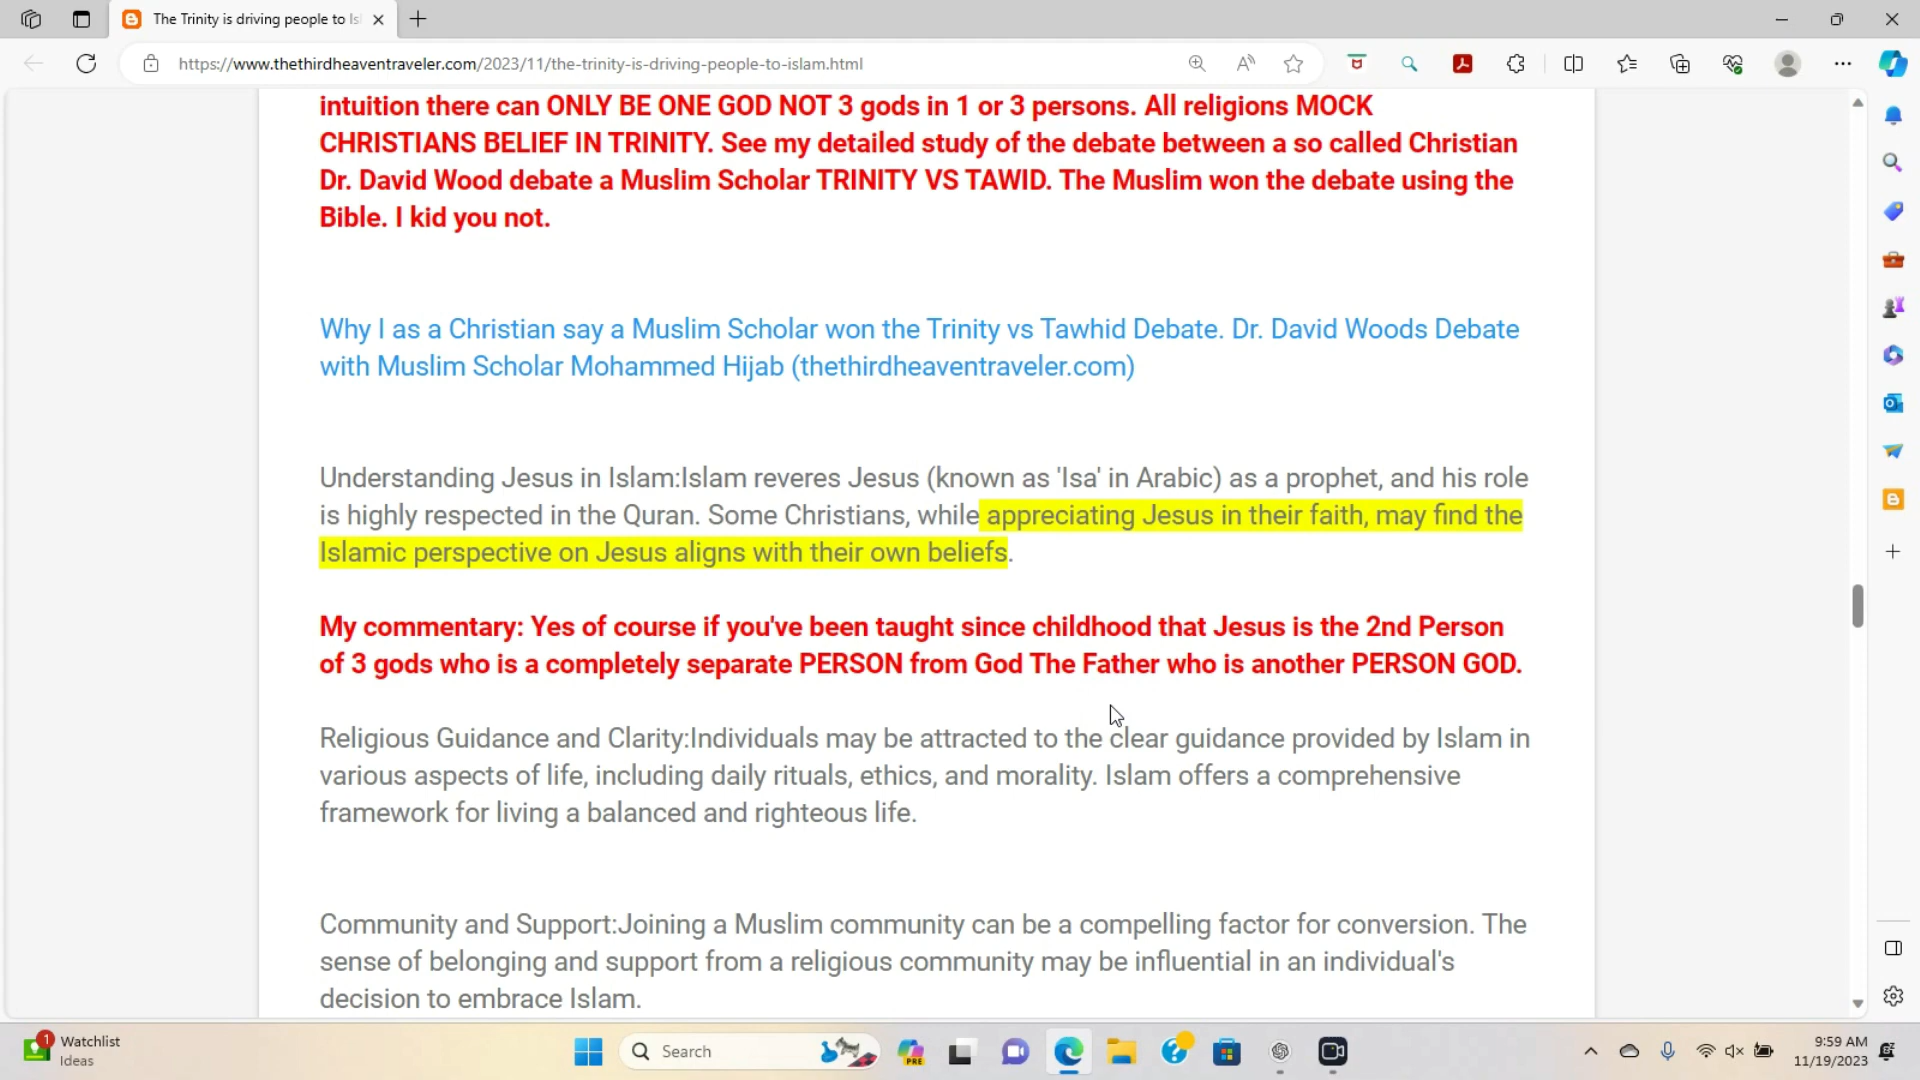 The Trinity is driving people to Isl
https://www.thethirdheaventraveler.com/2023/11/the-trinity-is-driving-people-to-islam.html
intuition there can ONLY BE ONE GOD NOT 3 gods in 1 or 3 persons. All religions MOCK
CHRISTIANS BELIEF IN TRINITY. See my detailed study of the debate between a so called Christian
Dr. David Wood debate a Muslim Scholar TRINITY VS TAWID. The Muslim won the debate using the
Bible. I kid you not.
Why I as a Christian say a Muslim Scholar won the Trinity vs Tawhid Debate. Dr. David Woods Debate
with Muslim Scholar Mohammed Hijab (thethirdheaventraveler.com)
Understanding Jesus in Islam:Islam reveres Jesus (known as 'Isa' in Arabic) as a prophet, and his role
is highly respected in the Quran. Some Christians, while appreciating Jesus in their faith, may find the
Islamic perspective on Jesus aligns with their own beliefs.
My commentary: Yes of course if you've been taught since childhood that Jesus is the 2nd Person
of 3 gods who is a completely separate PERSON from God The Father who is another PERSON GOD.
Religious Guidance and Clarity:Individuals may be attracted to the clear guidance provided by Islam in
various aspects of life, including daily rituals, ethics, and morality. Islam offers a comprehensive
framework for living a balanced and righteous life.
Community and Support:Joining a Muslim community can be a compelling factor for conversion. The
sense of belonging and support from a religious community may be influential in an individual's
decision to embrace Islam.
1
Watchlist
Ideas
Search
PRE
9:59 AM
11/19/2023